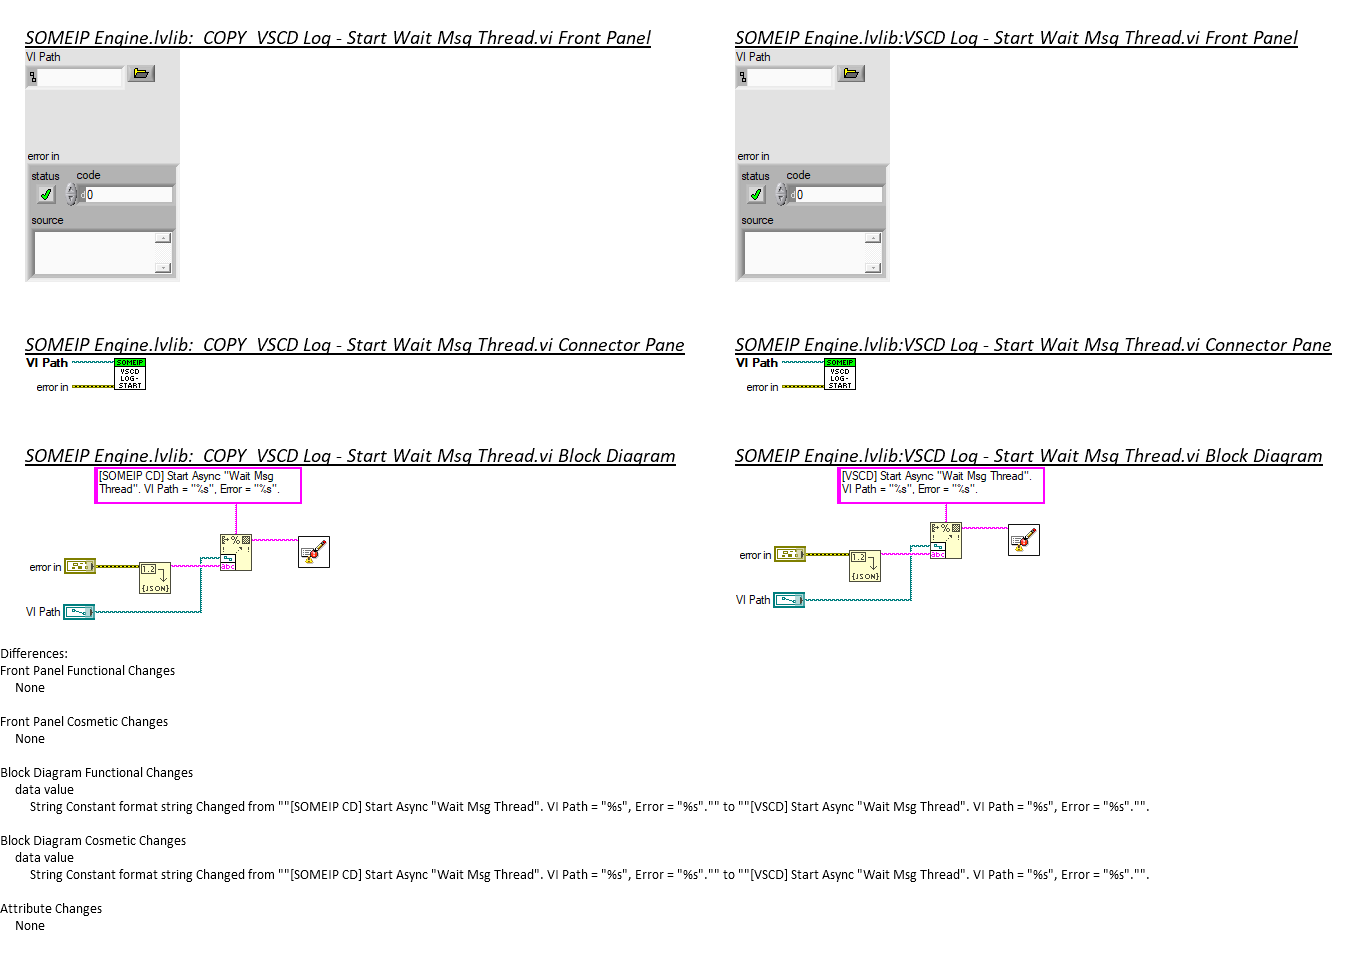 SOMEIP Engine.lvlib:  COPY  VSCD Log - Start Wait Msg Thread.vi Front Panel
VI Path
error in
status code
0
source
SOMEIP Engine.lvlib:VSCD Log - Start Wait Msg Thread.vi Front Panel
VI Path
error in
status code
0
source
SOMEIP Engine.lvlib:  COPY  VSCD Log - Start Wait Msg Thread.vi Connector Pane
VI Path
error in
SOMEIP
VSCD
LOG-
START
SOMEIP Engine.lvlib:VSCD Log - Start Wait Msg Thread.vi Connector Pane
VI Path
error in
SOMEIP
VSCD
LOG-
START
SOMEIP Engine.lvlib:  COPY  VSCD Log - Start Wait Msg Thread.vi Block Diagram
[SOMEIP CD] Start Async "Wait Msg
Thread". VI Path = "%s", Error = "%s".
%
abc
error in
1.2
{JSON}
VI Path
SOMEIP Engine.lvlib:VSCD Log - Start Wait Msg Thread.vi Block Diagram
[VSCD] Start Async "Wait Msg Thread".
VI Path = "%s", Error = "%s".
%
abc
error in
1.2
{JSON}
VI Path
Differences:
Front Panel Functional Changes
None
Front Panel Cosmetic Changes
None
Block Diagram Functional Changes
data value
String Constant format string Changed from ""[SOMEIP CD] Start Async "Wait Msg Thread". VI Path = "%s", Error = "%s"."" to ""[VSCD] Start Async "Wait Msg Thread". VI Path = "%s", Error = "%s"."".
Block Diagram Cosmetic Changes
data value
String Constant format string Changed from ""[SOMEIP CD] Start Async "Wait Msg Thread". VI Path = "%s", Error = "%s"."" to ""[VSCD] Start Async "Wait Msg Thread". VI Path = "%s", Error = "%s"."".
Attribute Changes
None